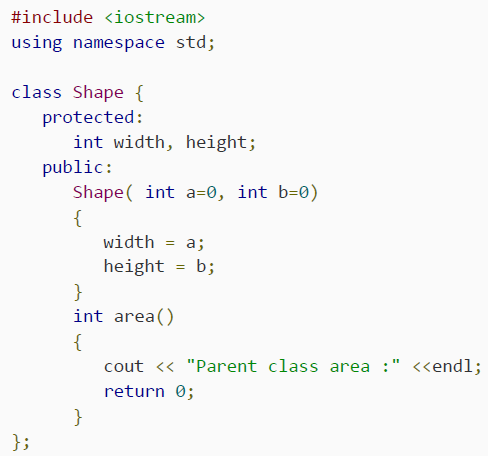 #include <iostream>
using namespace std;

class Shape {
   protected:
      int width, height;
   public:
      Shape( int a=0, int b=0)
      {
         width = a;
         height = b;
      }
      int area()
      {
         cout << "Parent class area :" <<endl;
         return 0;
      }
};